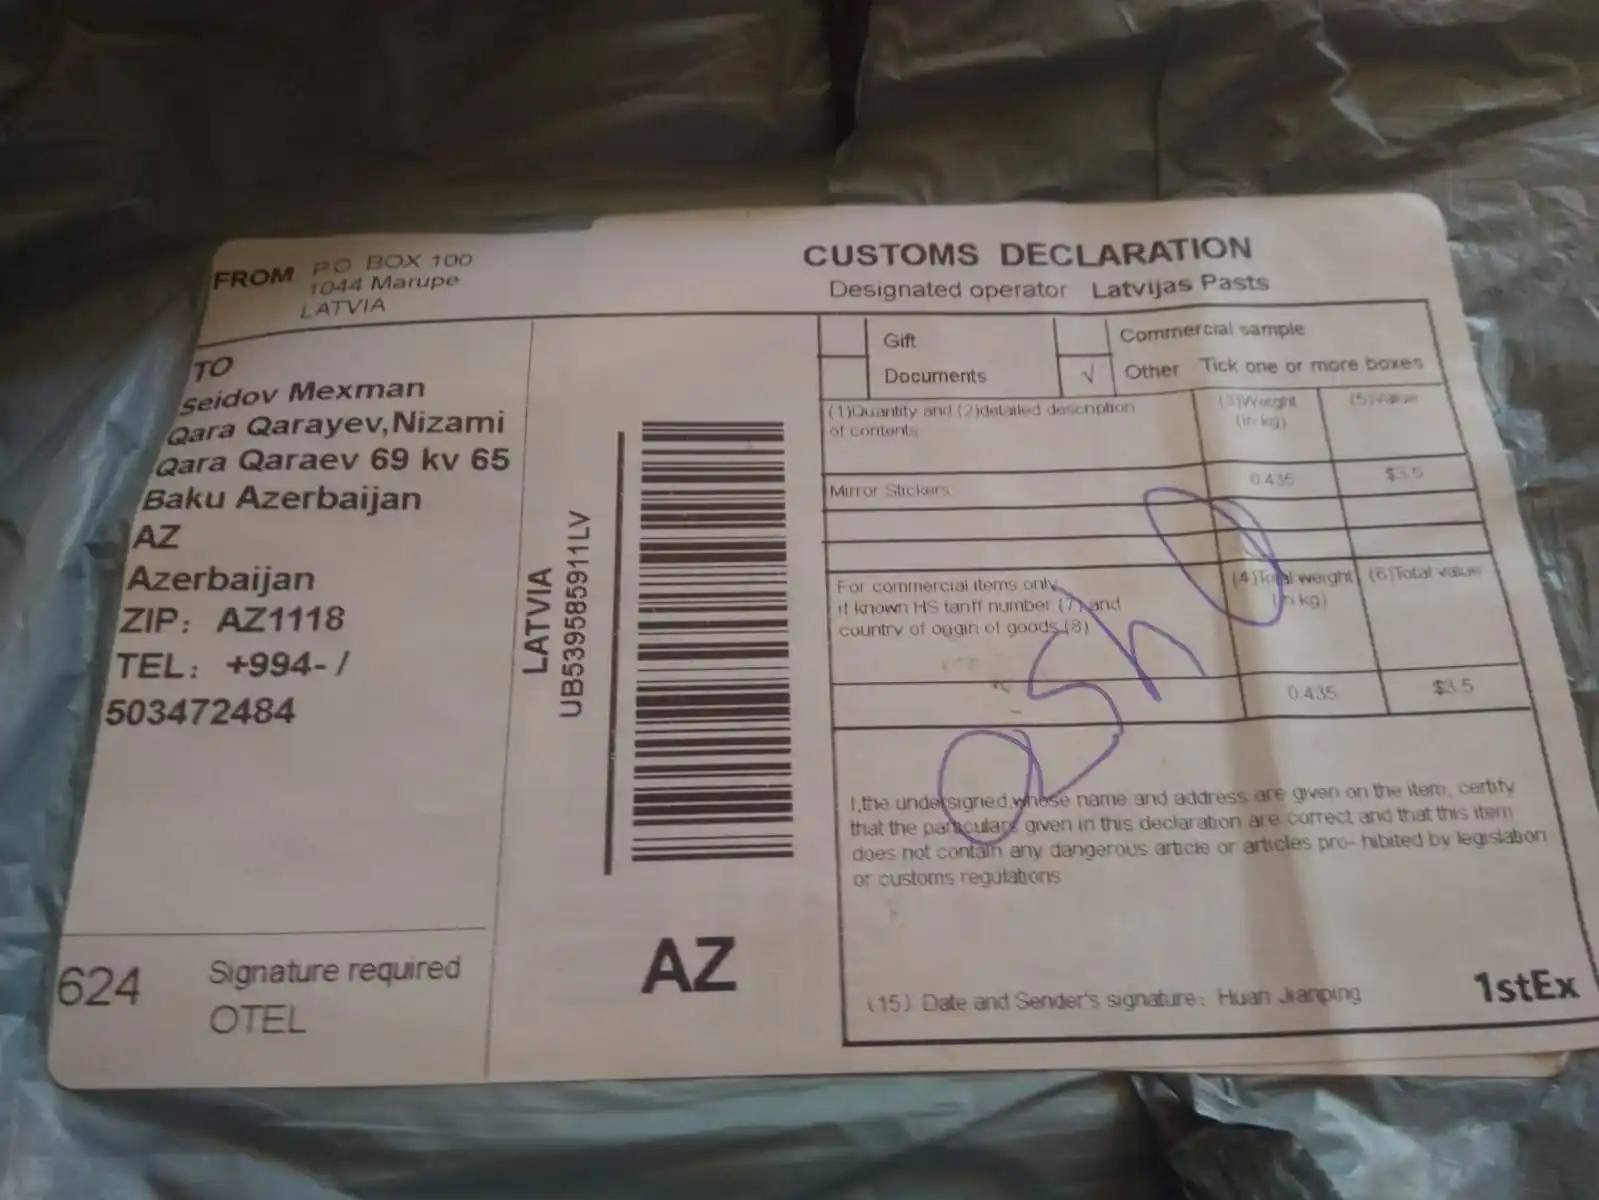 FROM P.O. BOX 100
1044 Marupe
LATVIA
TO
Seidov Mexman
Qara Qarayev,Nizami
Qara Qaraev 69 kv 65
Baku Azerbaijan
AZ
Azerbaijan
ZIP: AZ1118
TEL: +994- /
503472484
624
Signature required
OTEL
LATVIA
UB539585911LV
AZ
CUSTOMS DECLARATION
Designated operator Latvijas Pasts
Gift
Commercial sample
Documents
√ Other Tick one or more boxes
(1)Quantity and (2)detailed description
of contents
(3)Weight
(in kg)
(5)Value
Mirror Stickers 0.435 $3.5
For commercial items only,
if known HS tariff number (7) and
country of origin of goods (8)
(4)Total weight
(in kg)
(6)Total value
0.435 $3.5
I,the undersigned,whose name and address are given on the item, certify
that the particulars given in this declaration are correct and that this item
does not contain any dangerous article or articles pro- hibited by legislation
or customs regulations
(15) Date and Sender's signature: Huan Jianping
1stEx